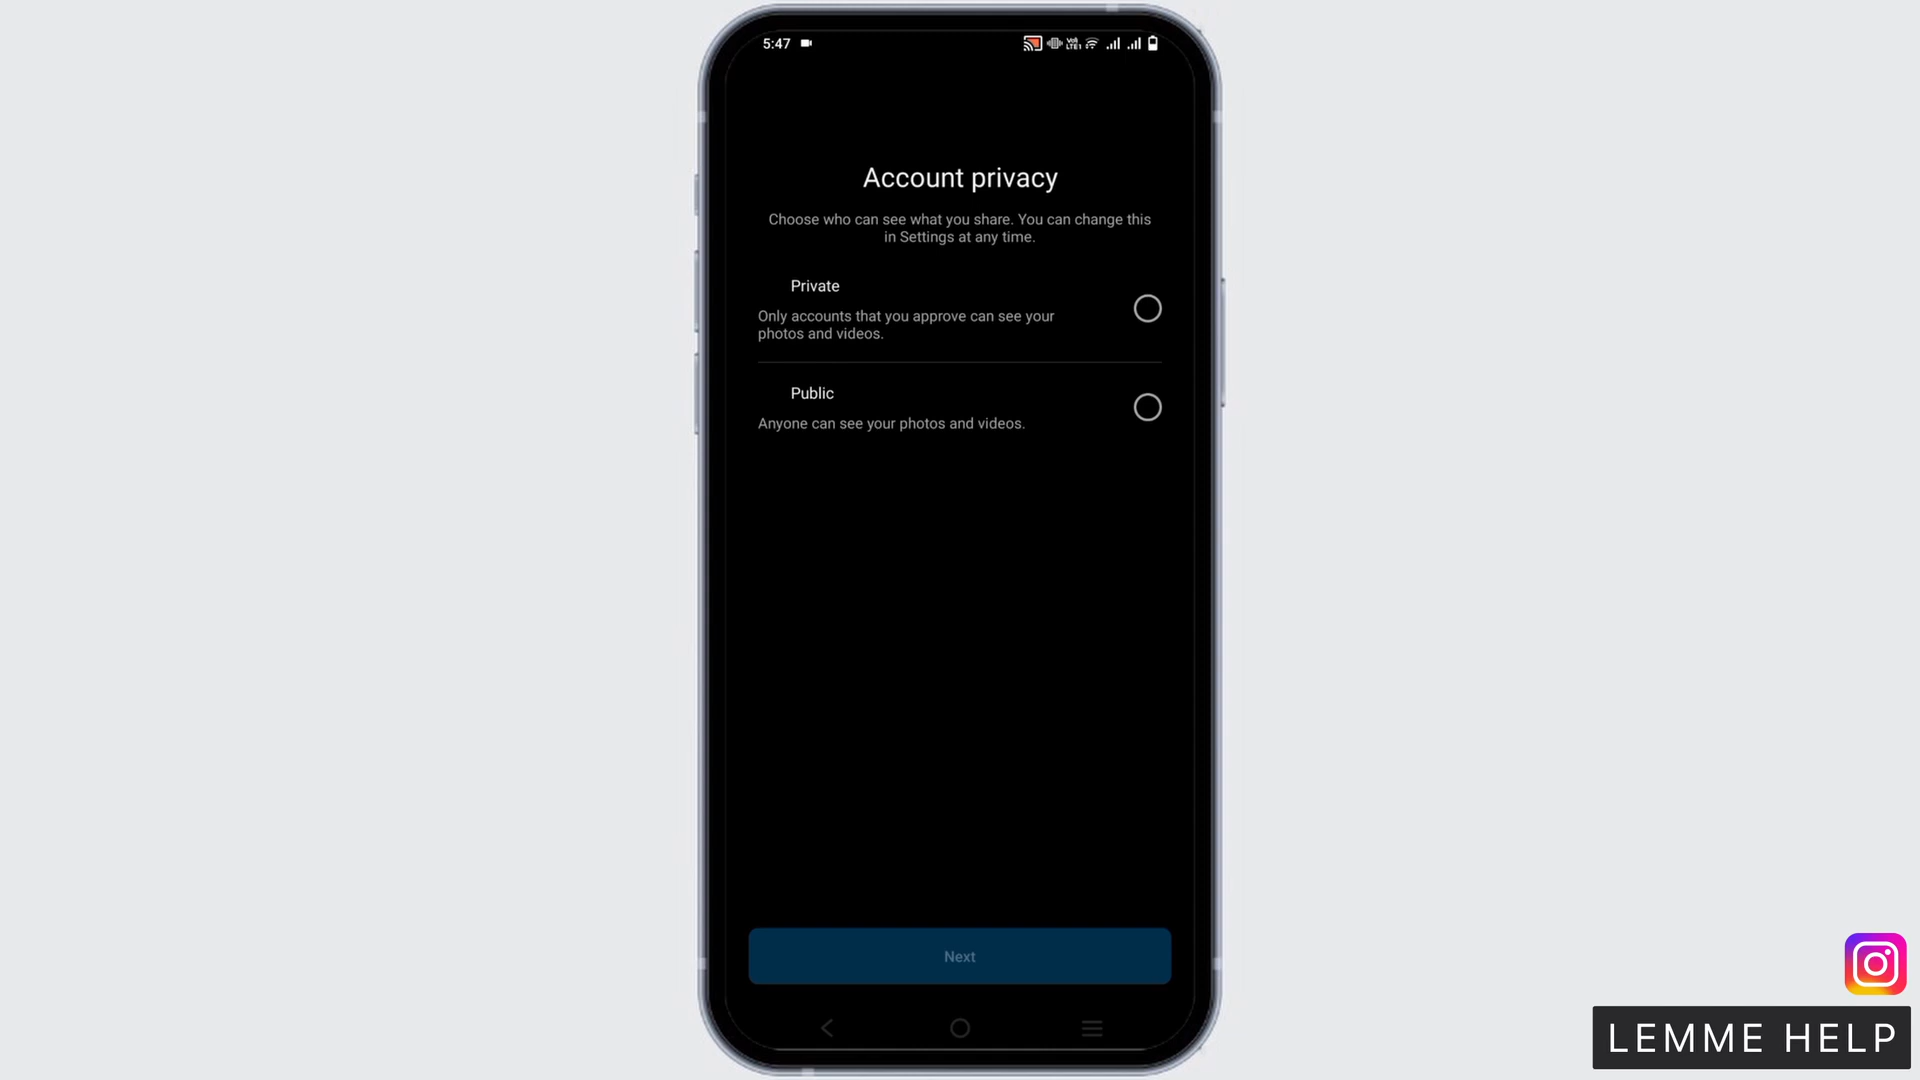 5:47
Account privacy
Choose who can see what you share. You can change this
in Settings at any time.
Private
Only accounts that you approve can see your
photos and videos.
Public
Anyone can see your photos and videos.
Next
LEMME HELP